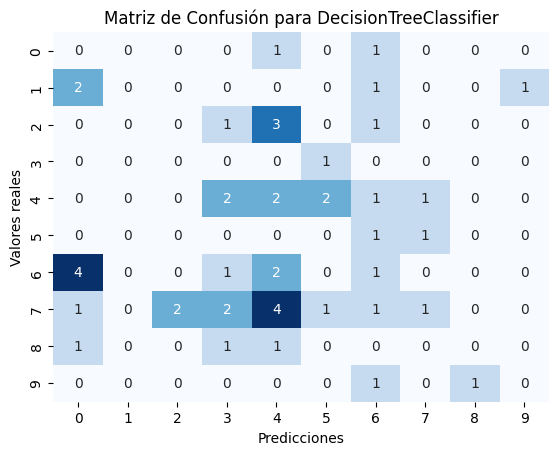 Matriz de Confusión para DecisionTreeClassifier
Valores reales
0 0 0 0 0 1 0 1 0 0 0
1 2 0 0 0 0 0 1 0 0 1
2 0 0 0 1 3 0 1 0 0 0
3 0 0 0 0 0 1 0 0 0 0
4 0 0 0 2 2 2 1 1 0 0
5 0 0 0 0 0 0 1 1 0 0
6 4 0 0 1 2 0 1 0 0 0
7 1 0 2 2 4 1 1 1 0 0
8 1 0 0 1 1 0 0 0 0 0
9 0 0 0 0 0 0 1 0 1 0
0 1 2 3 4 5 6 7 8 9
Predicciones